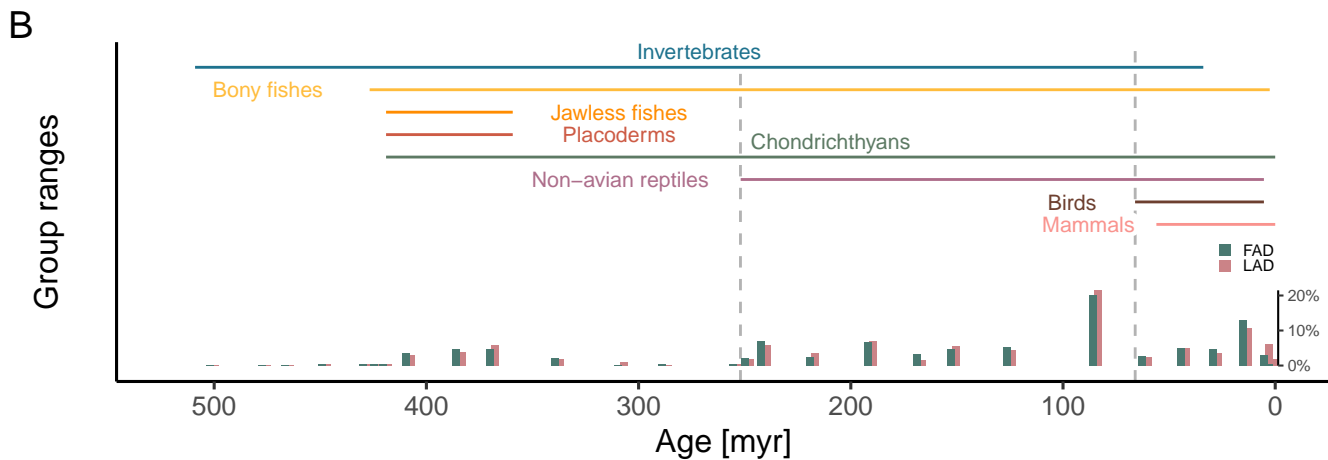 B
Group ranges
Invertebrates
Bony fishes
Jawless fishes
Placoderms
Chondrichthyans
Non−avian reptiles
Birds
Mammals
FAD
LAD
20%
10%
0%
500 400 300 200 100 0
Age [myr]